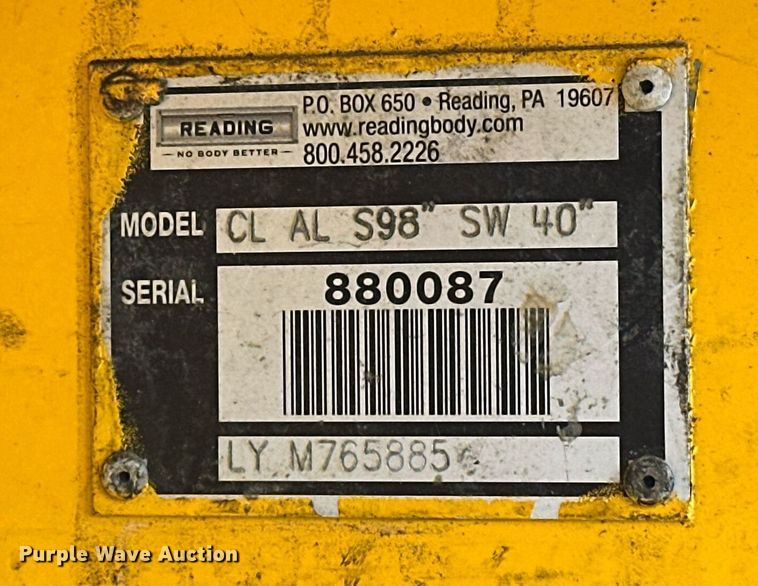 P.O. BOX 650 • Reading, PA 19607
READING
www.readingbody.com
— NO BODY BETTER —
800.458.2226
MODEL CL AL S98" SW 40"
SERIAL 880087
LY M765885
Purple Wave Auction